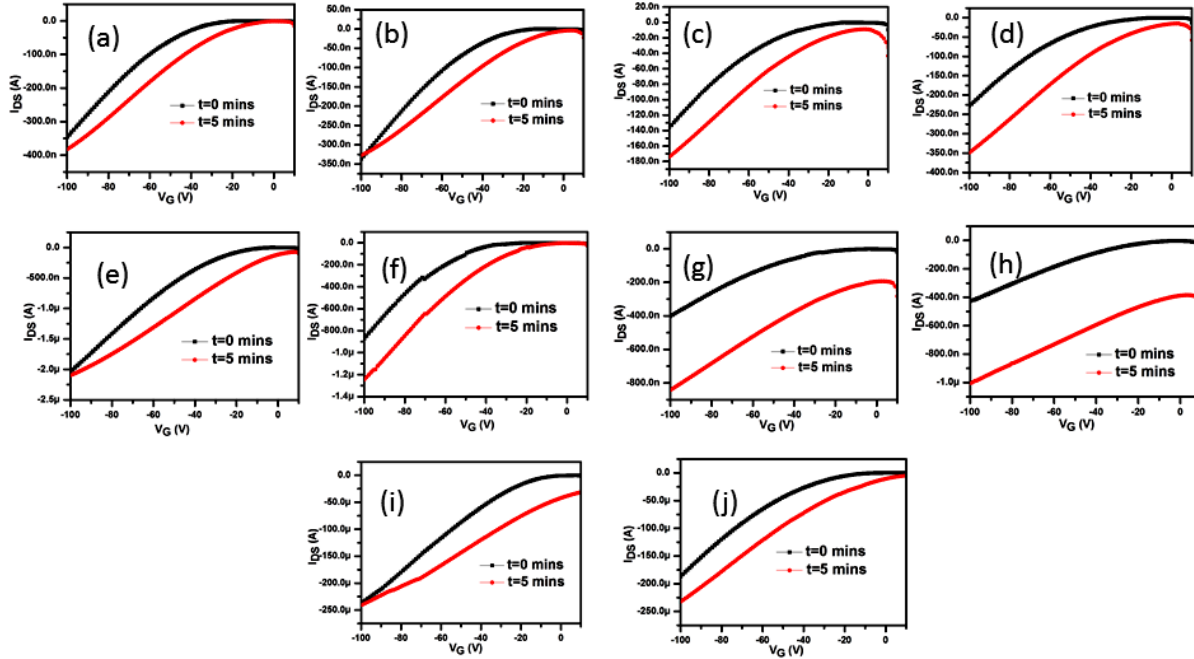 (a)
0.0
-100.0n
-200.0n
-300.0n
-400.0n
IDS (A)
t=0 mins
t=5 mins
-100 -80 -60 -40 -20 0
VG (V)
(b)
50.0n
0.0
-50.0n
-100.0n
-150.0n
-200.0n
-250.0n
-300.0n
-350.0n
IDS (A)
t=0 mins
t=5 mins
-100 -80 -60 -40 -20 0
VG (V)
(c)
20.0n
0.0
-20.0n
-40.0n
-60.0n
-80.0n
-100.0n
-120.0n
-140.0n
-160.0n
-180.0n
IDS (A)
t=0 mins
t=5 mins
-100 -80 -60 -40 -20 0
VG (V)
(d)
0.0
-50.0n
-100.0n
-150.0n
-200.0n
-250.0n
-300.0n
-350.0n
-400.0n
IDS (A)
t=0 mins
t=5 mins
-100 -80 -60 -40 -20 0
VG (V)
(e)
0.0
-500.0n
-1.0µ
-1.5µ
-2.0µ
-2.5µ
IDS (A)
t=0 mins
t=5 mins
-100 -80 -60 -40 -20 0
VG (V)
(f)
0.0
-200.0n
-400.0n
-600.0n
-800.0n
-1.0µ
-1.2µ
-1.4µ
IDS (A)
t=0 mins
t=5 mins
-100 -80 -60 -40 -20 0
VG (V)
(g)
0.0
-200.0n
-400.0n
-600.0n
-800.0n
IDS (A)
t=0 mins
t=5 mins
-100 -80 -60 -40 -20 0
VG (V)
(h)
0.0
-200.0n
-400.0n
-600.0n
-800.0n
-1.0µ
IDS (A)
t=0 mins
t=5 mins
-100 -80 -60 -40 -20 0
VG (V)
(i)
0.0
-50.0µ
-100.0µ
-150.0µ
-200.0µ
-250.0µ
IDS (A)
t=0 mins
t=5 mins
-100 -80 -60 -40 -20 0
VG (V)
(j)
0.0
-50.0µ
-100.0µ
-150.0µ
-200.0µ
-250.0µ
IDS (A)
t=0 mins
t=5 mins
-100 -80 -60 -40 -20 0
VG (V)